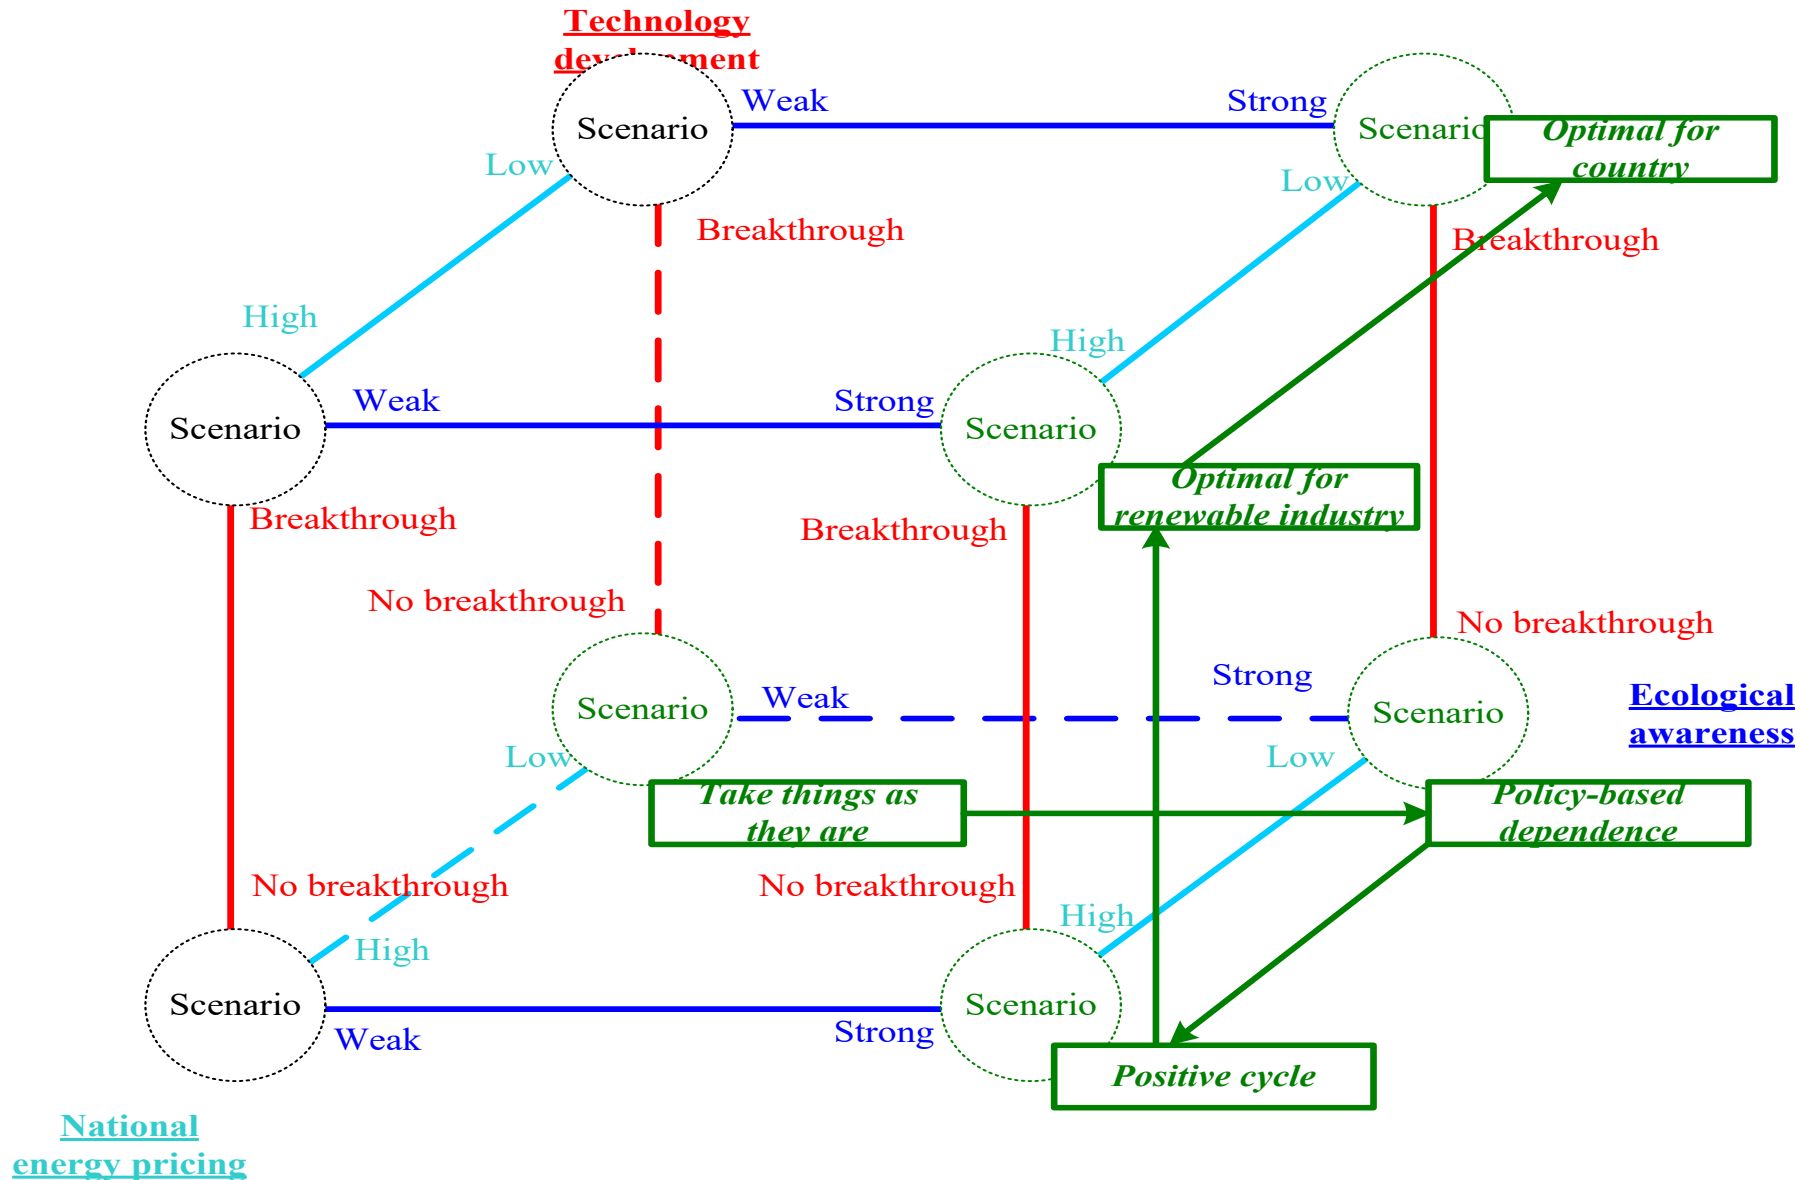 Technology
development
Weak
Strong
Scenario
Scenario
Optimal for
country
Low
Low
Breakthrough
Breakthrough
High
High
Weak
Strong
Scenario
Scenario
Optimal for
renewable industry
Breakthrough
Breakthrough
No breakthrough
No breakthrough
Strong
Weak
Ecological
awareness
Scenario
Scenario
Low
Low
Take things as
they are
Policy-based
dependence
No breakthrough
No breakthrough
High
High
Scenario
Scenario
Weak
Strong
Positive cycle
National
energy pricing